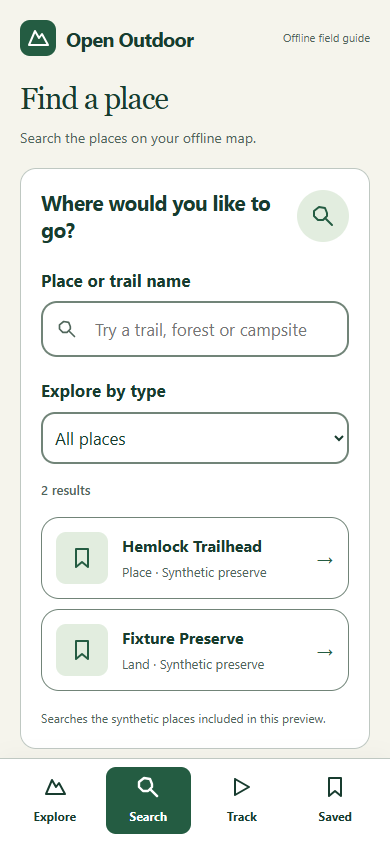 Open Outdoor
Offline field guide
Find a place
Search the places on your offline map.
Where would you like to
go?
Place or trail name
Try a trail, forest or campsite
Explore by type
All places
2 results
Hemlock Trailhead
Place · Synthetic preserve
→
Fixture Preserve
Land · Synthetic preserve
→
Searches the synthetic places included in this preview.
Explore
Search
Track
Saved